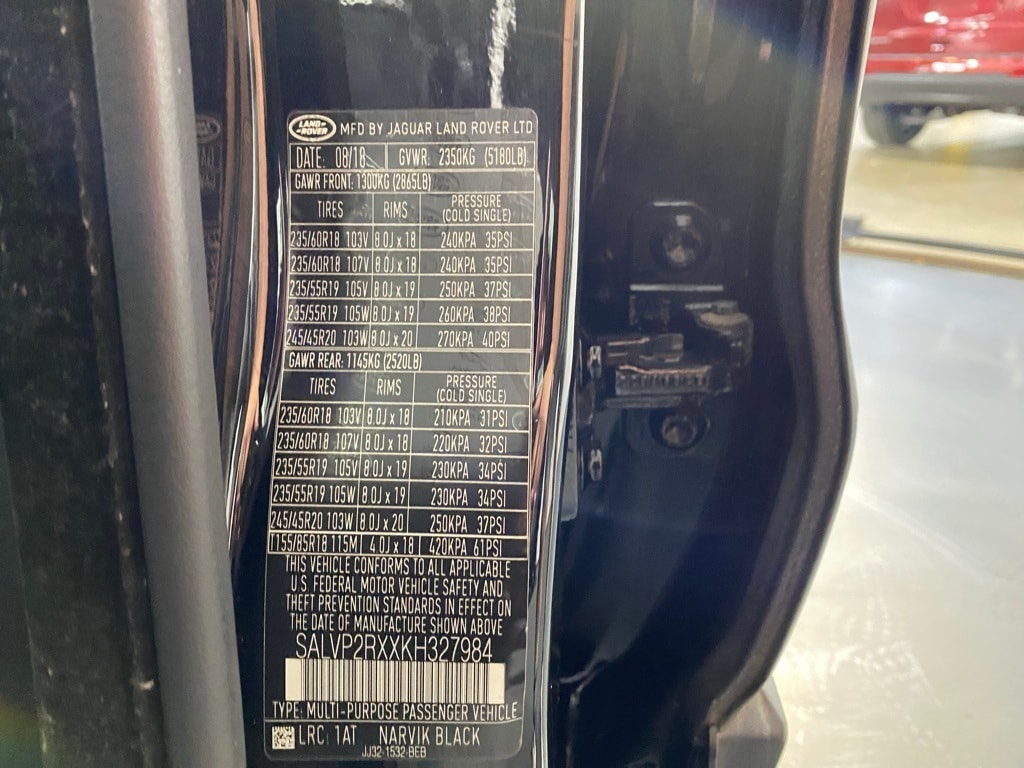 LAND-ROVER MFD BY JAGUAR LAND ROVER LTD
DATE: 08/18 GVWR: 2350KG (5180LB)
GAWR FRONT: 1300KG (2865LB)
TIRES RIMS PRESSURE (COLD SINGLE)
235/60R18 103V 8.0J x 18 240KPA 35PSI
235/60R18 107V 8.0J x 18 240KPA 35PSI
235/55R19 105V 8.0J x 19 250KPA 37PSI
235/55R19 105W 8.0J x 19 260KPA 38PSI
245/45R20 103W 8.0J x 20 270KPA 40PSI
GAWR REAR: 1145KG (2520LB)
TIRES RIMS PRESSURE (COLD SINGLE)
235/60R18 103V 8.0J x 18 210KPA 31PSI
235/60R18 107V 8.0J x 18 220KPA 32PSI
235/55R19 105V 8.0J x 19 230KPA 34PSI
235/55R19 105W 8.0J x 19 230KPA 34PSI
245/45R20 103W 8.0J x 20 250KPA 37PSI
T155/85R18 115M 4.0J x 18 420KPA 61PSI
THIS VEHICLE CONFORMS TO ALL APPLICABLE
U.S. FEDERAL MOTOR VEHICLE SAFETY AND
THEFT PREVENTION STANDARDS IN EFFECT ON
THE DATE OF MANUFACTURE SHOWN ABOVE
SALVP2RXXKH327984
TYPE: MULTI-PURPOSE PASSENGER VEHICLE
LRC: 1AT NARVIK BLACK
JJ32-1532-BEB